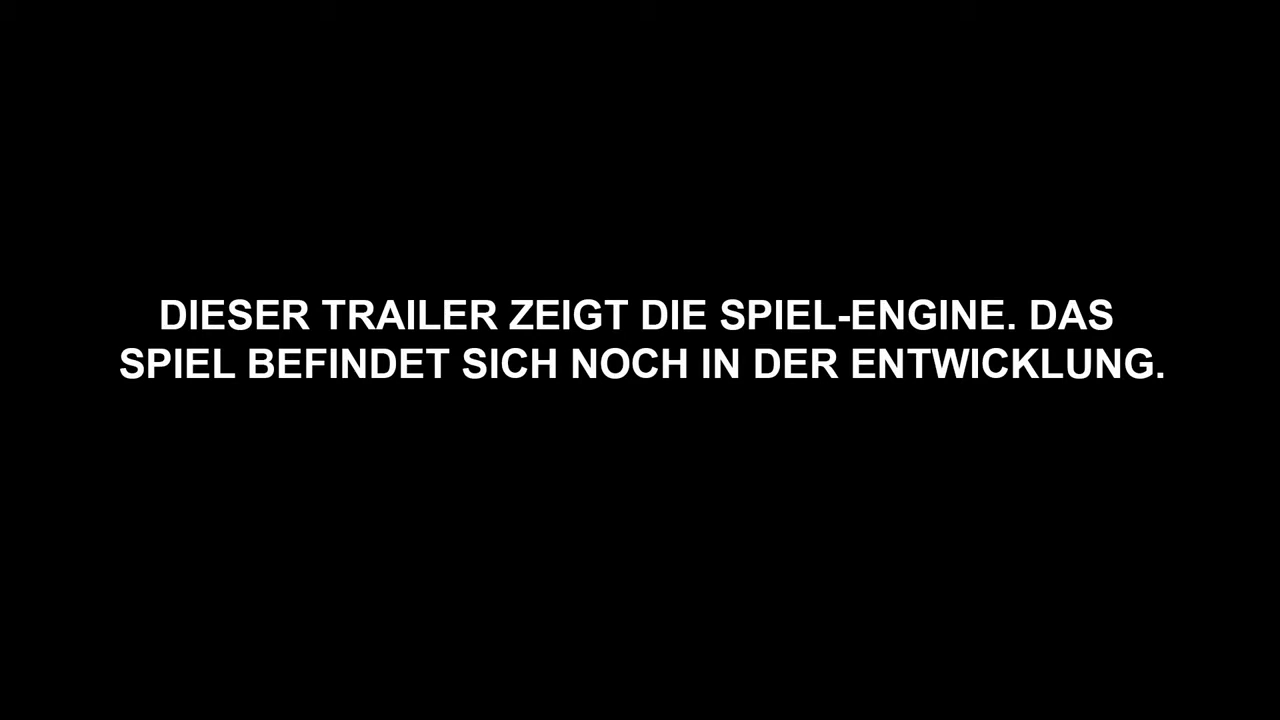 DIESER TRAILER ZEIGT DIE SPIEL-ENGINE. DAS
SPIEL BEFINDET SICH NOCH IN DER ENTWICKLUNG.